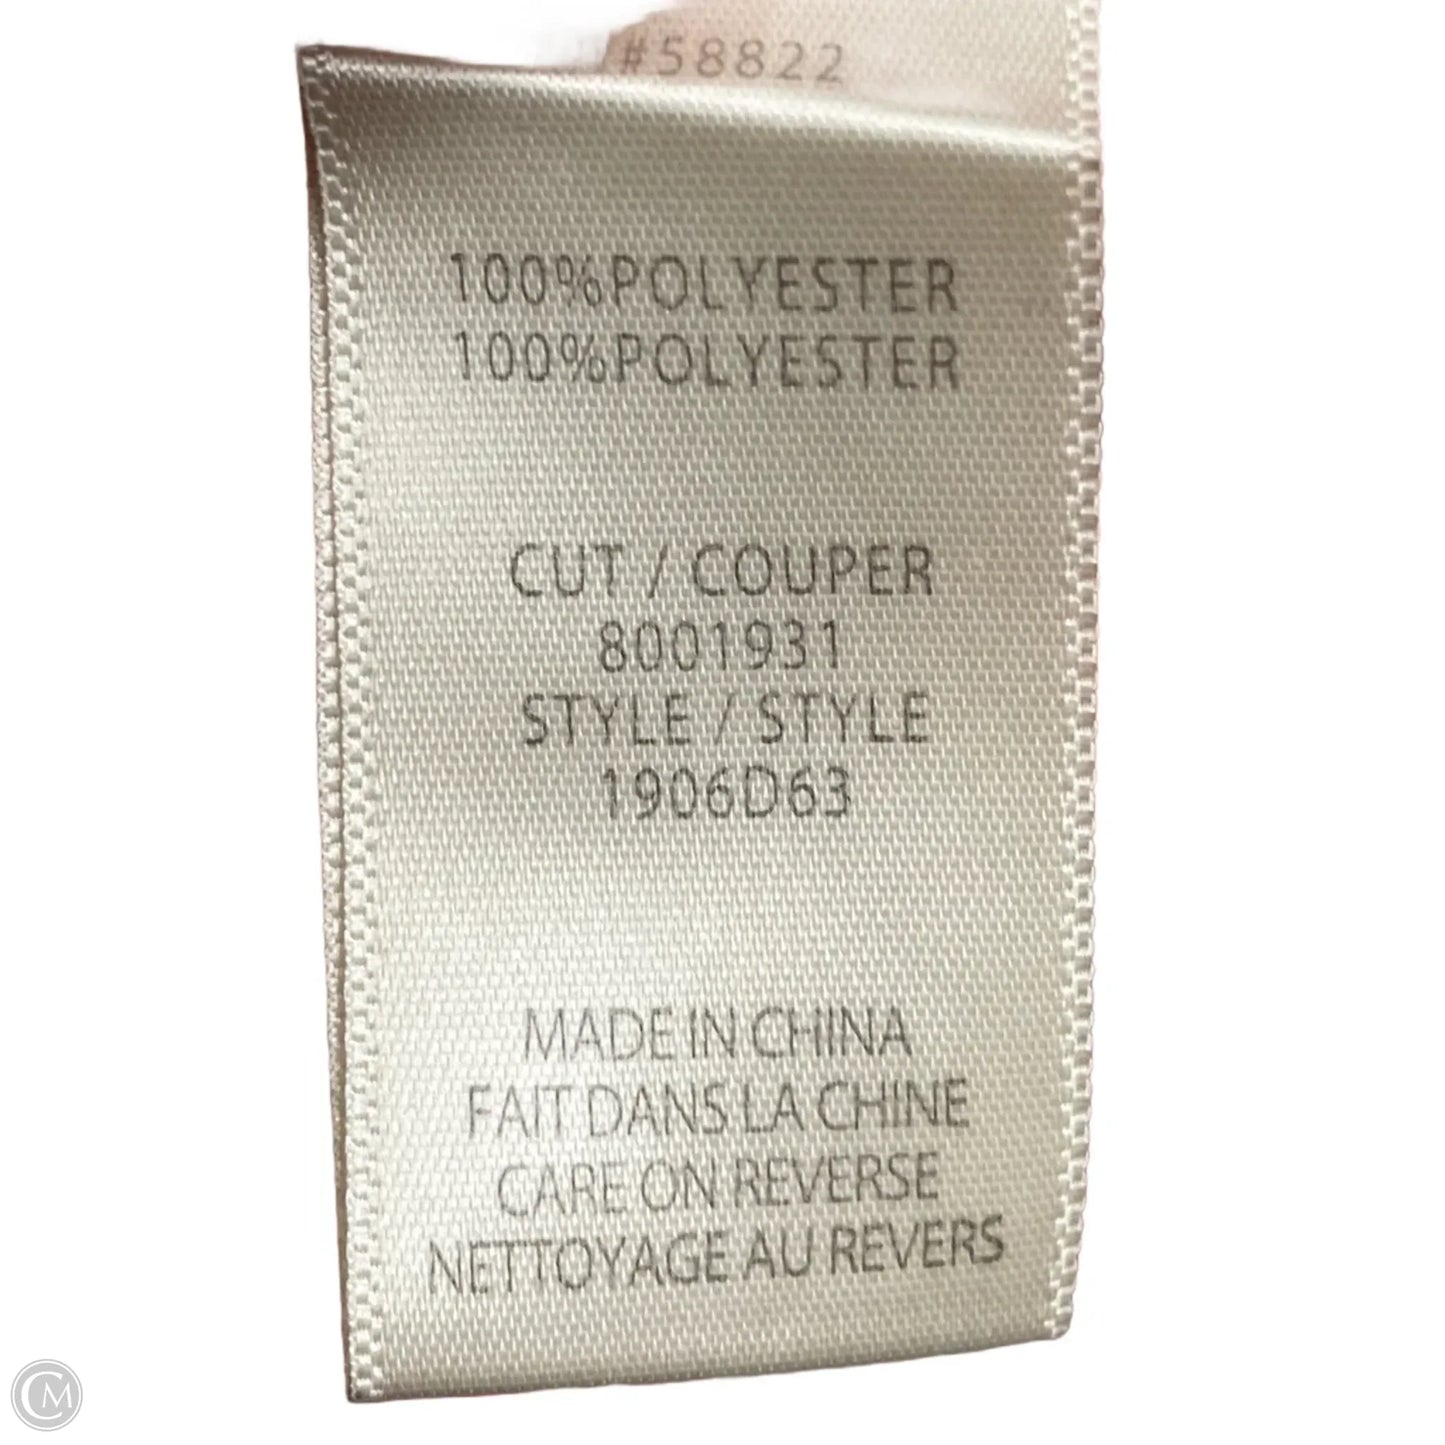 #58822
100%POLYESTER
100%POLYESTER
CUT / COUPER
8001931
STYLE / STYLE
1906D63
MADE IN CHINA
FAIT DANS LA CHINE
CARE ON REVERSE
NETTOYAGE AU REVERS
CM